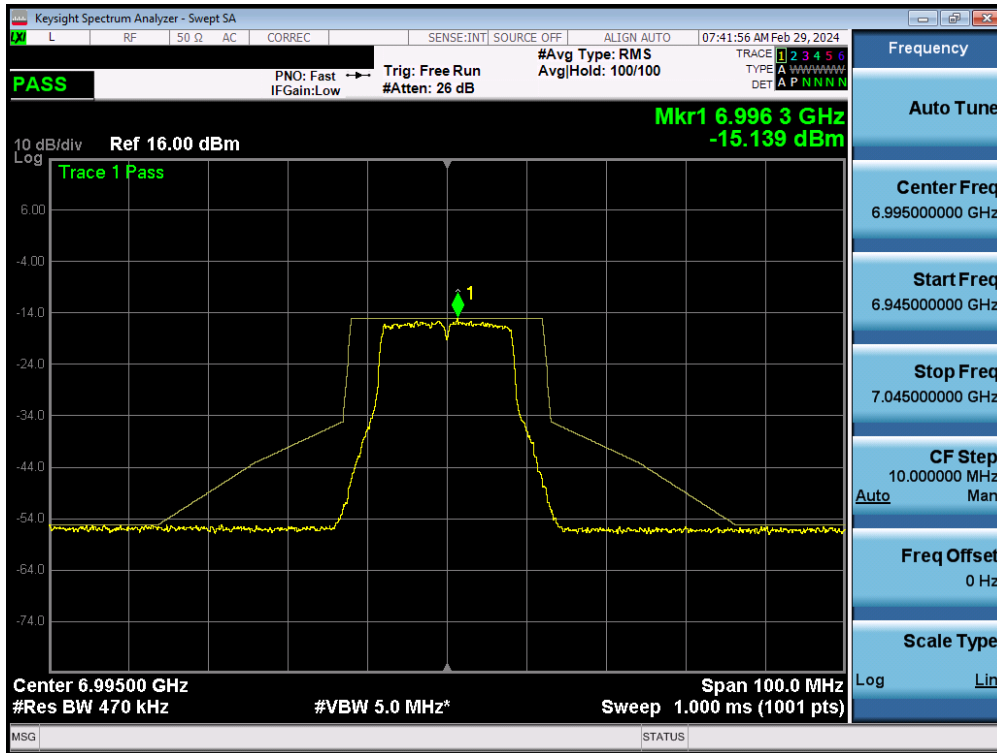 Keysight Spectrum Analyzer - Swept SA
LXI L RF 50 Ω AC CORREC SENSE:INT SOURCE OFF ALIGN AUTO 07:41:56 AM Feb 29, 2024
PASS
PNO: Fast
IFGain:Low
Trig: Free Run
#Atten: 26 dB
#Avg Type: RMS
Avg|Hold: 100/100
TRACE 1 2 3 4 5 6
TYPE A WWWWW
DET A P N N N N
Mkr1 6.996 3 GHz
-15.139 dBm
10 dB/div Ref 16.00 dBm
Log
Trace 1 Pass
6.00
-4.00
1
-14.0
-24.0
-34.0
-44.0
-54.0
-64.0
-74.0
Center 6.99500 GHz Span 100.0 MHz
#Res BW 470 kHz #VBW 5.0 MHz* Sweep 1.000 ms (1001 pts)
MSG STATUS
Frequency
Auto Tune
Center Freq
6.995000000 GHz
Start Freq
6.945000000 GHz
Stop Freq
7.045000000 GHz
CF Step
10.000000 MHz
Auto Man
Freq Offset
0 Hz
Scale Type
Log Lin